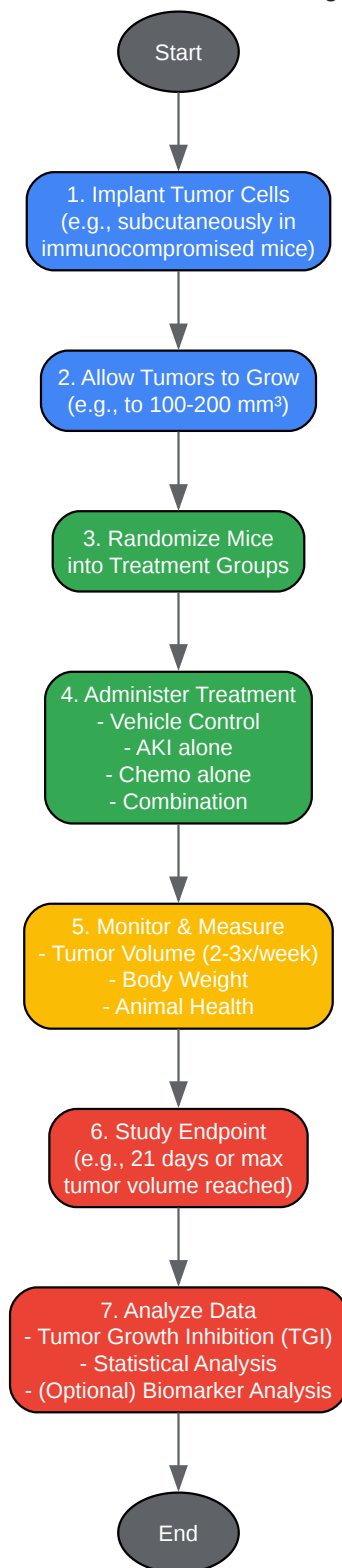 Start
1. Implant Tumor Cells
(e.g., subcutaneously in
immunocompromised mice)
2. Allow Tumors to Grow
(e.g., to 100-200 mm³)
3. Randomize Mice
into Treatment Groups
4. Administer Treatment
- Vehicle Control
- AKI alone
- Chemo alone
- Combination
5. Monitor & Measure
- Tumor Volume (2-3x/week)
- Body Weight
- Animal Health
6. Study Endpoint
(e.g., 21 days or max
tumor volume reached)
7. Analyze Data
- Tumor Growth Inhibition (TGI)
- Statistical Analysis
- (Optional) Biomarker Analysis
End